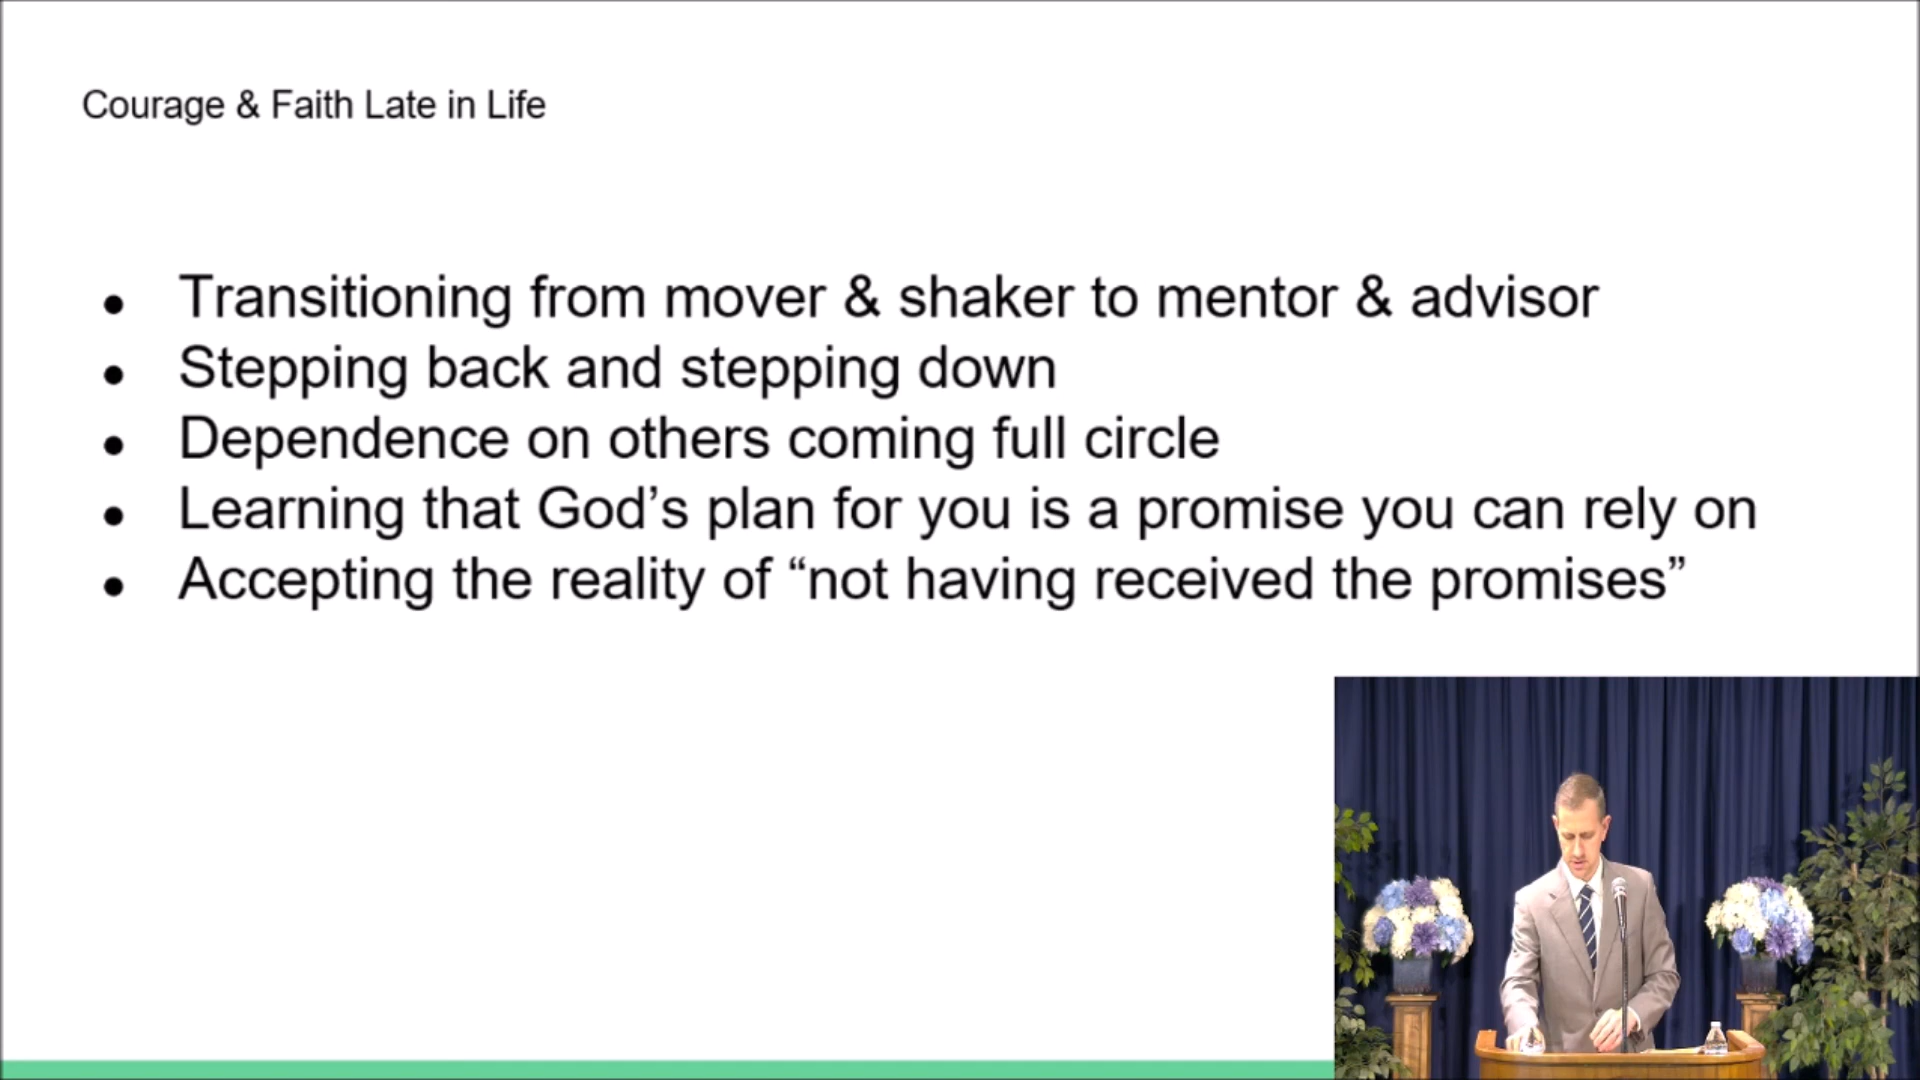 Courage & Faith Late in Life
● Transitioning from mover & shaker to mentor & advisor
● Stepping back and stepping down
● Dependence on others coming full circle
● Learning that God’s plan for you is a promise you can rely on
● Accepting the reality of “not having received the promises”